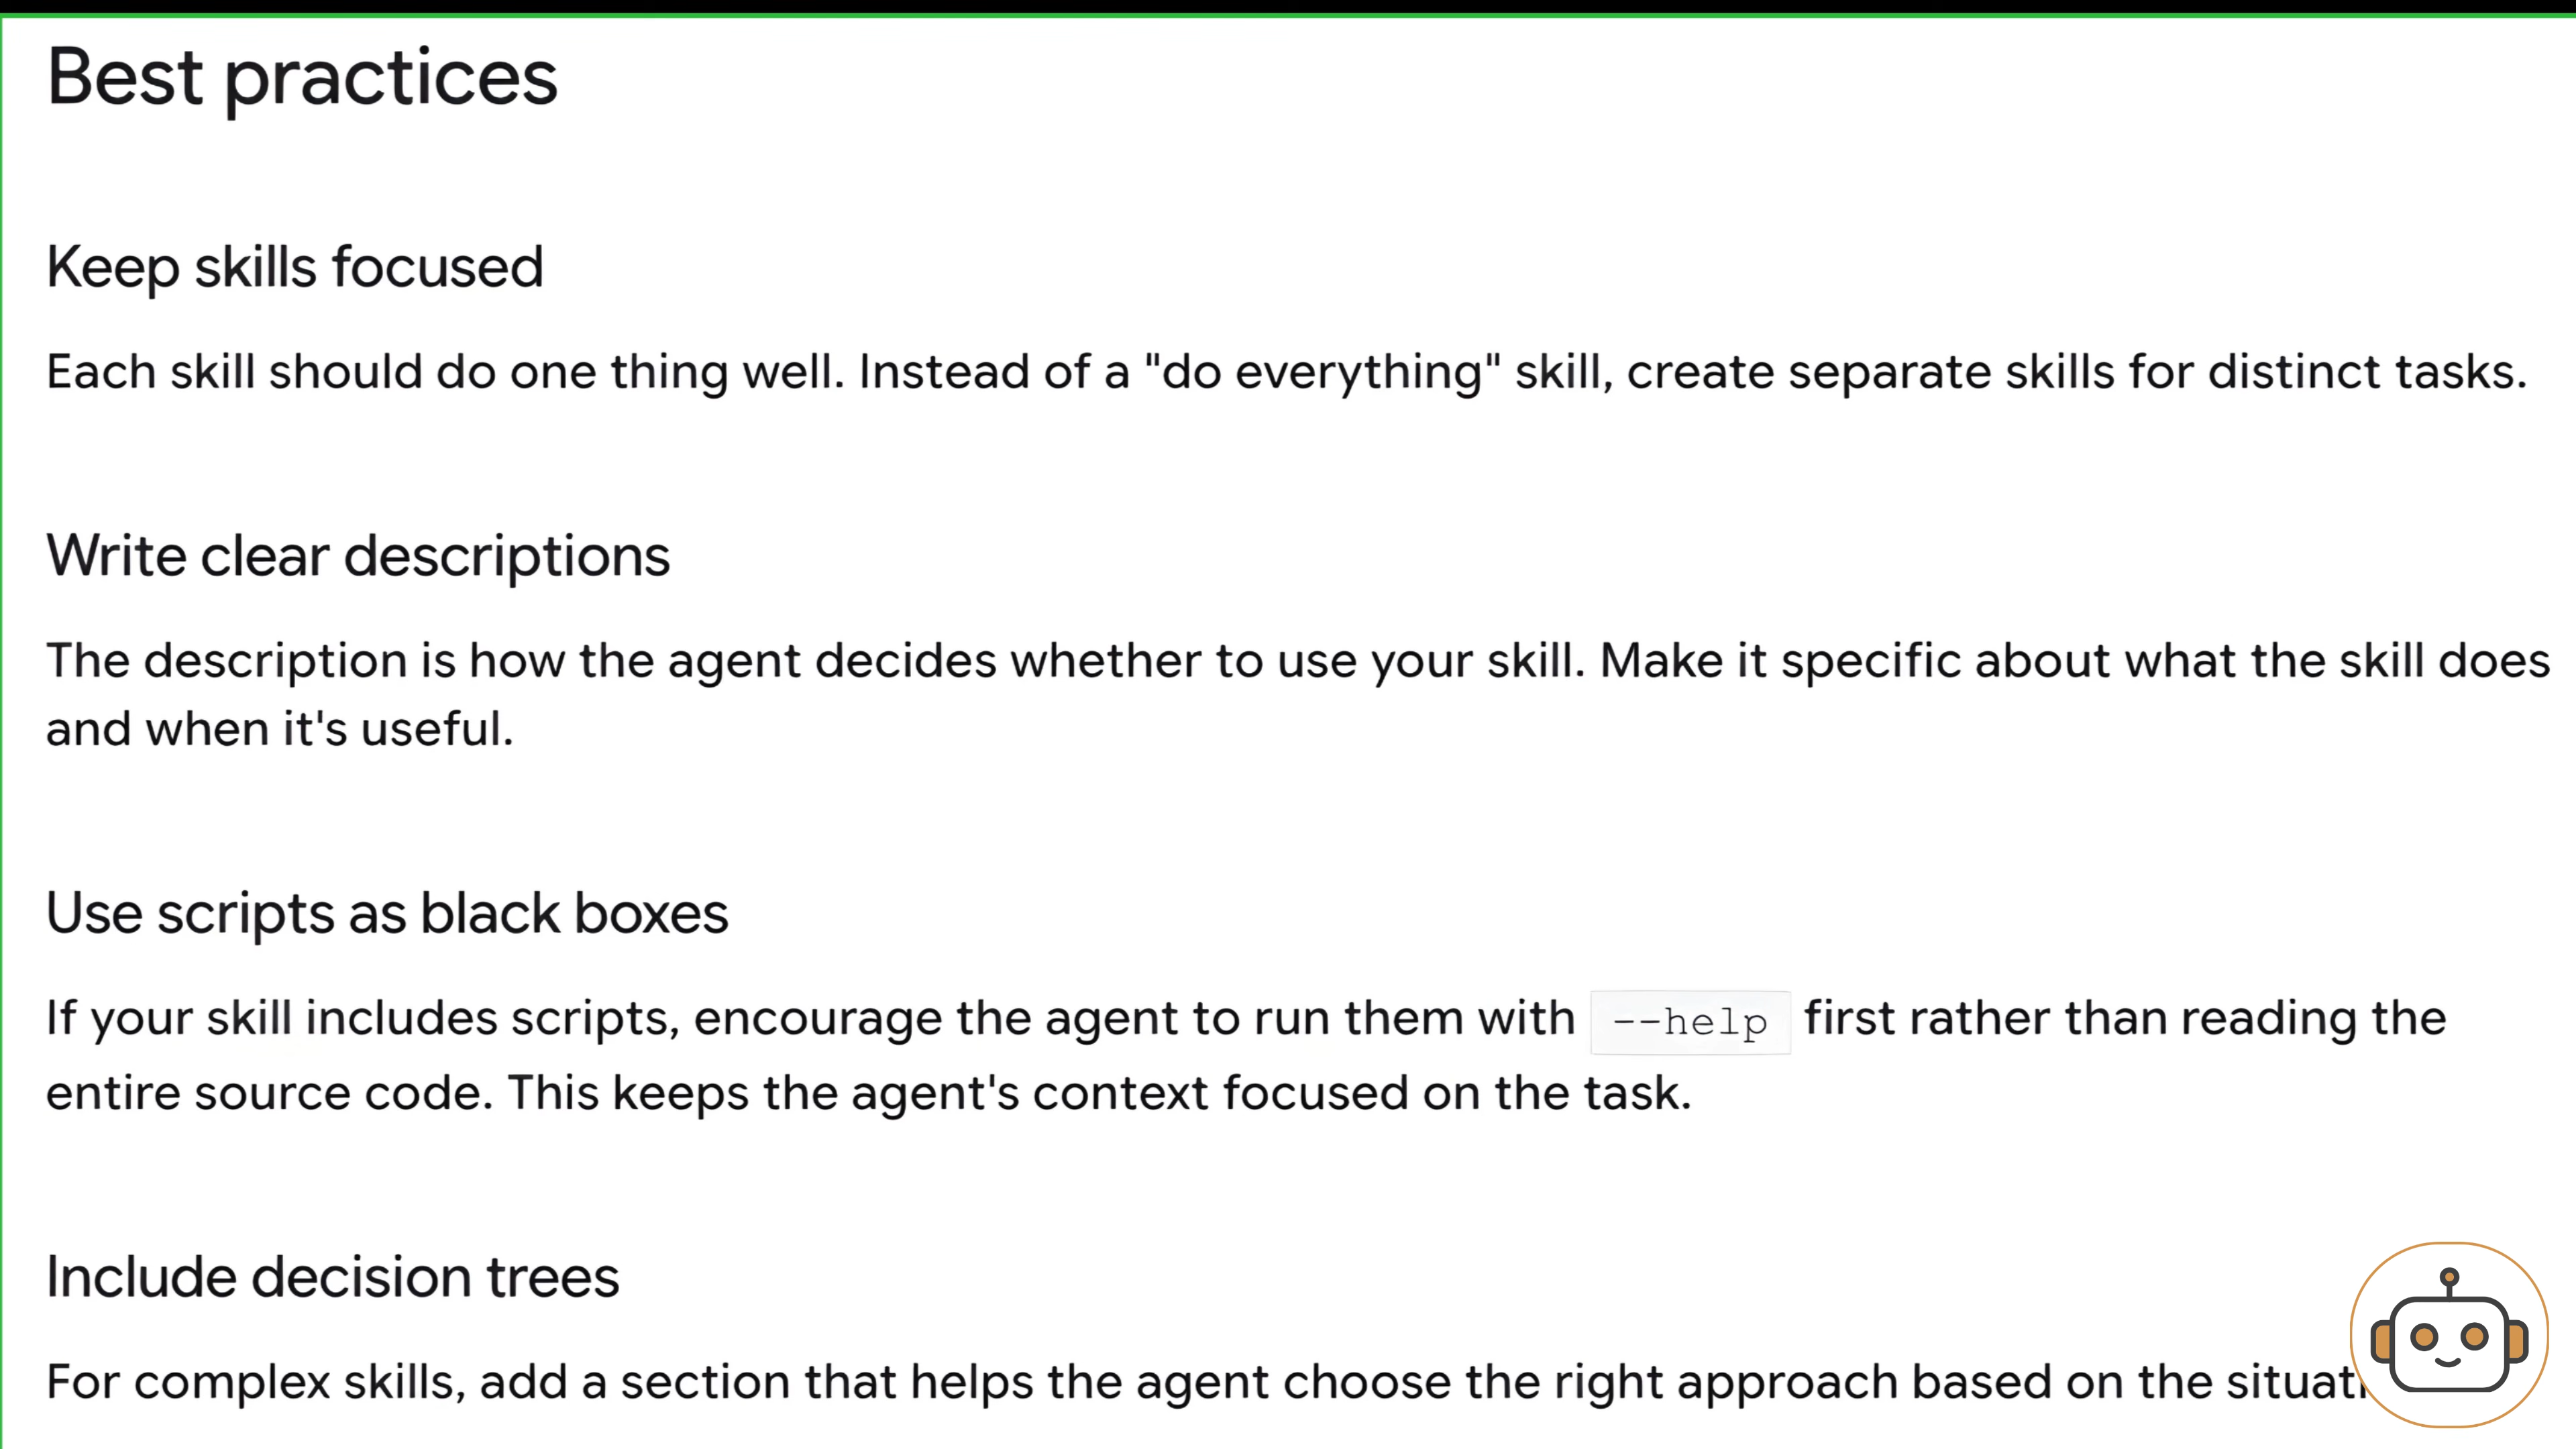 Best practices
Keep skills focused
Each skill should do one thing well. Instead of a "do everything" skill, create separate skills for distinct tasks.
Write clear descriptions
The description is how the agent decides whether to use your skill. Make it specific about what the skill does
and when it's useful.
Use scripts as black boxes
If your skill includes scripts, encourage the agent to run them with --help first rather than reading the
entire source code. This keeps the agent's context focused on the task.
Include decision trees
For complex skills, add a section that helps the agent choose the right approach based on the